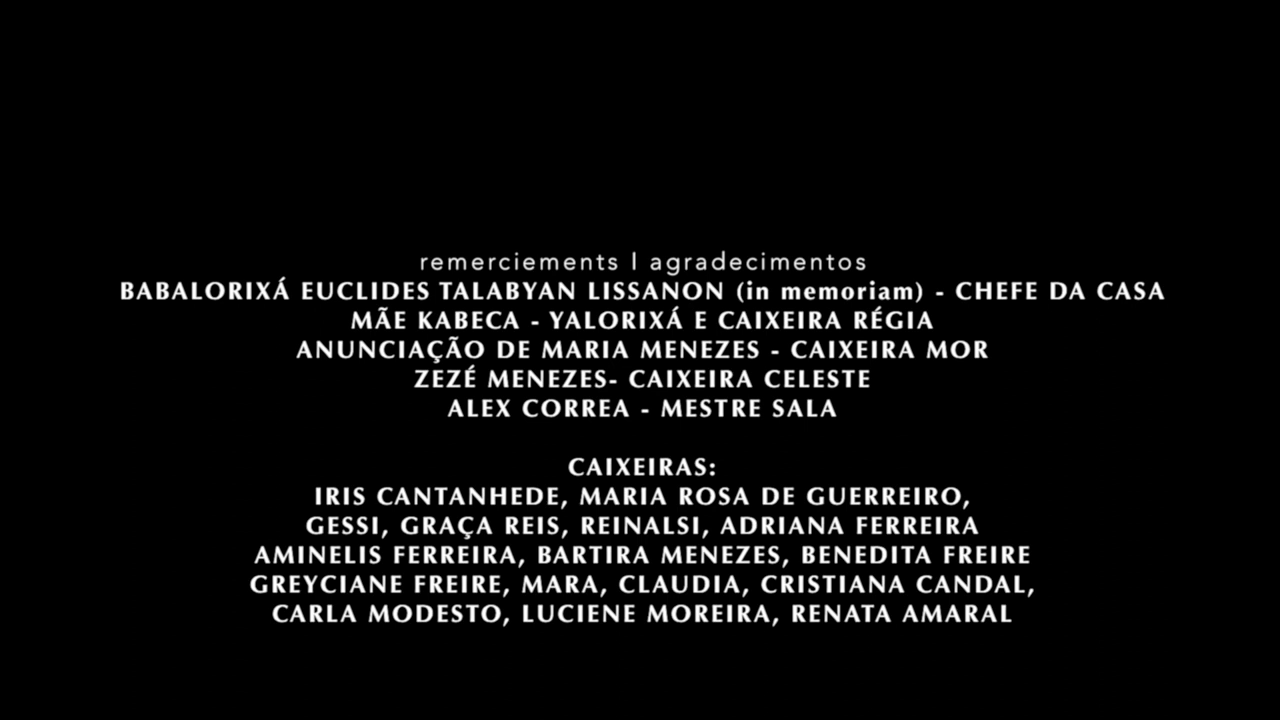 remerciements | agradecimentos
BABALORIXÁ EUCLIDES TALABYAN LISSANON (in memoriam) - CHEFE DA CASA
MÃE KABECA - YALORIXÁ E CAIXEIRA RÉGIA
ANUNCIAÇÃO DE MARIA MENEZES - CAIXEIRA MOR
ZEZÉ MENEZES- CAIXEIRA CELESTE
ALEX CORREA - MESTRE SALA
CAIXEIRAS:
IRIS CANTANHEDE, MARIA ROSA DE GUERREIRO,
GESSI, GRAÇA REIS, REINALSI, ADRIANA FERREIRA
AMINELIS FERREIRA, BARTIRA MENEZES, BENEDITA FREIRE
GREYCIANE FREIRE, MARA, CLAUDIA, CRISTIANA CANDAL,
CARLA MODESTO, LUCIENE MOREIRA, RENATA AMARAL